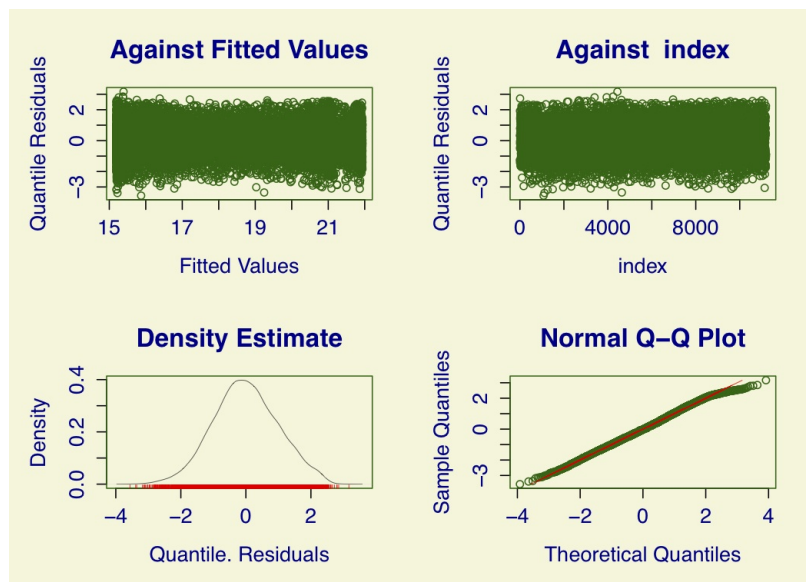 Against Fitted Values
Quantile Residuals
2
0
−3
15 17 19 21
Fitted Values
Against index
Quantile Residuals
2
0
−3
0 4000 8000
index
Density Estimate
Density
0.4
0.2
0.0
−4 −2 0 2
Quantile. Residuals
Normal Q−Q Plot
Sample Quantiles
2
0
−3
−4 −2 0 2 4
Theoretical Quantiles